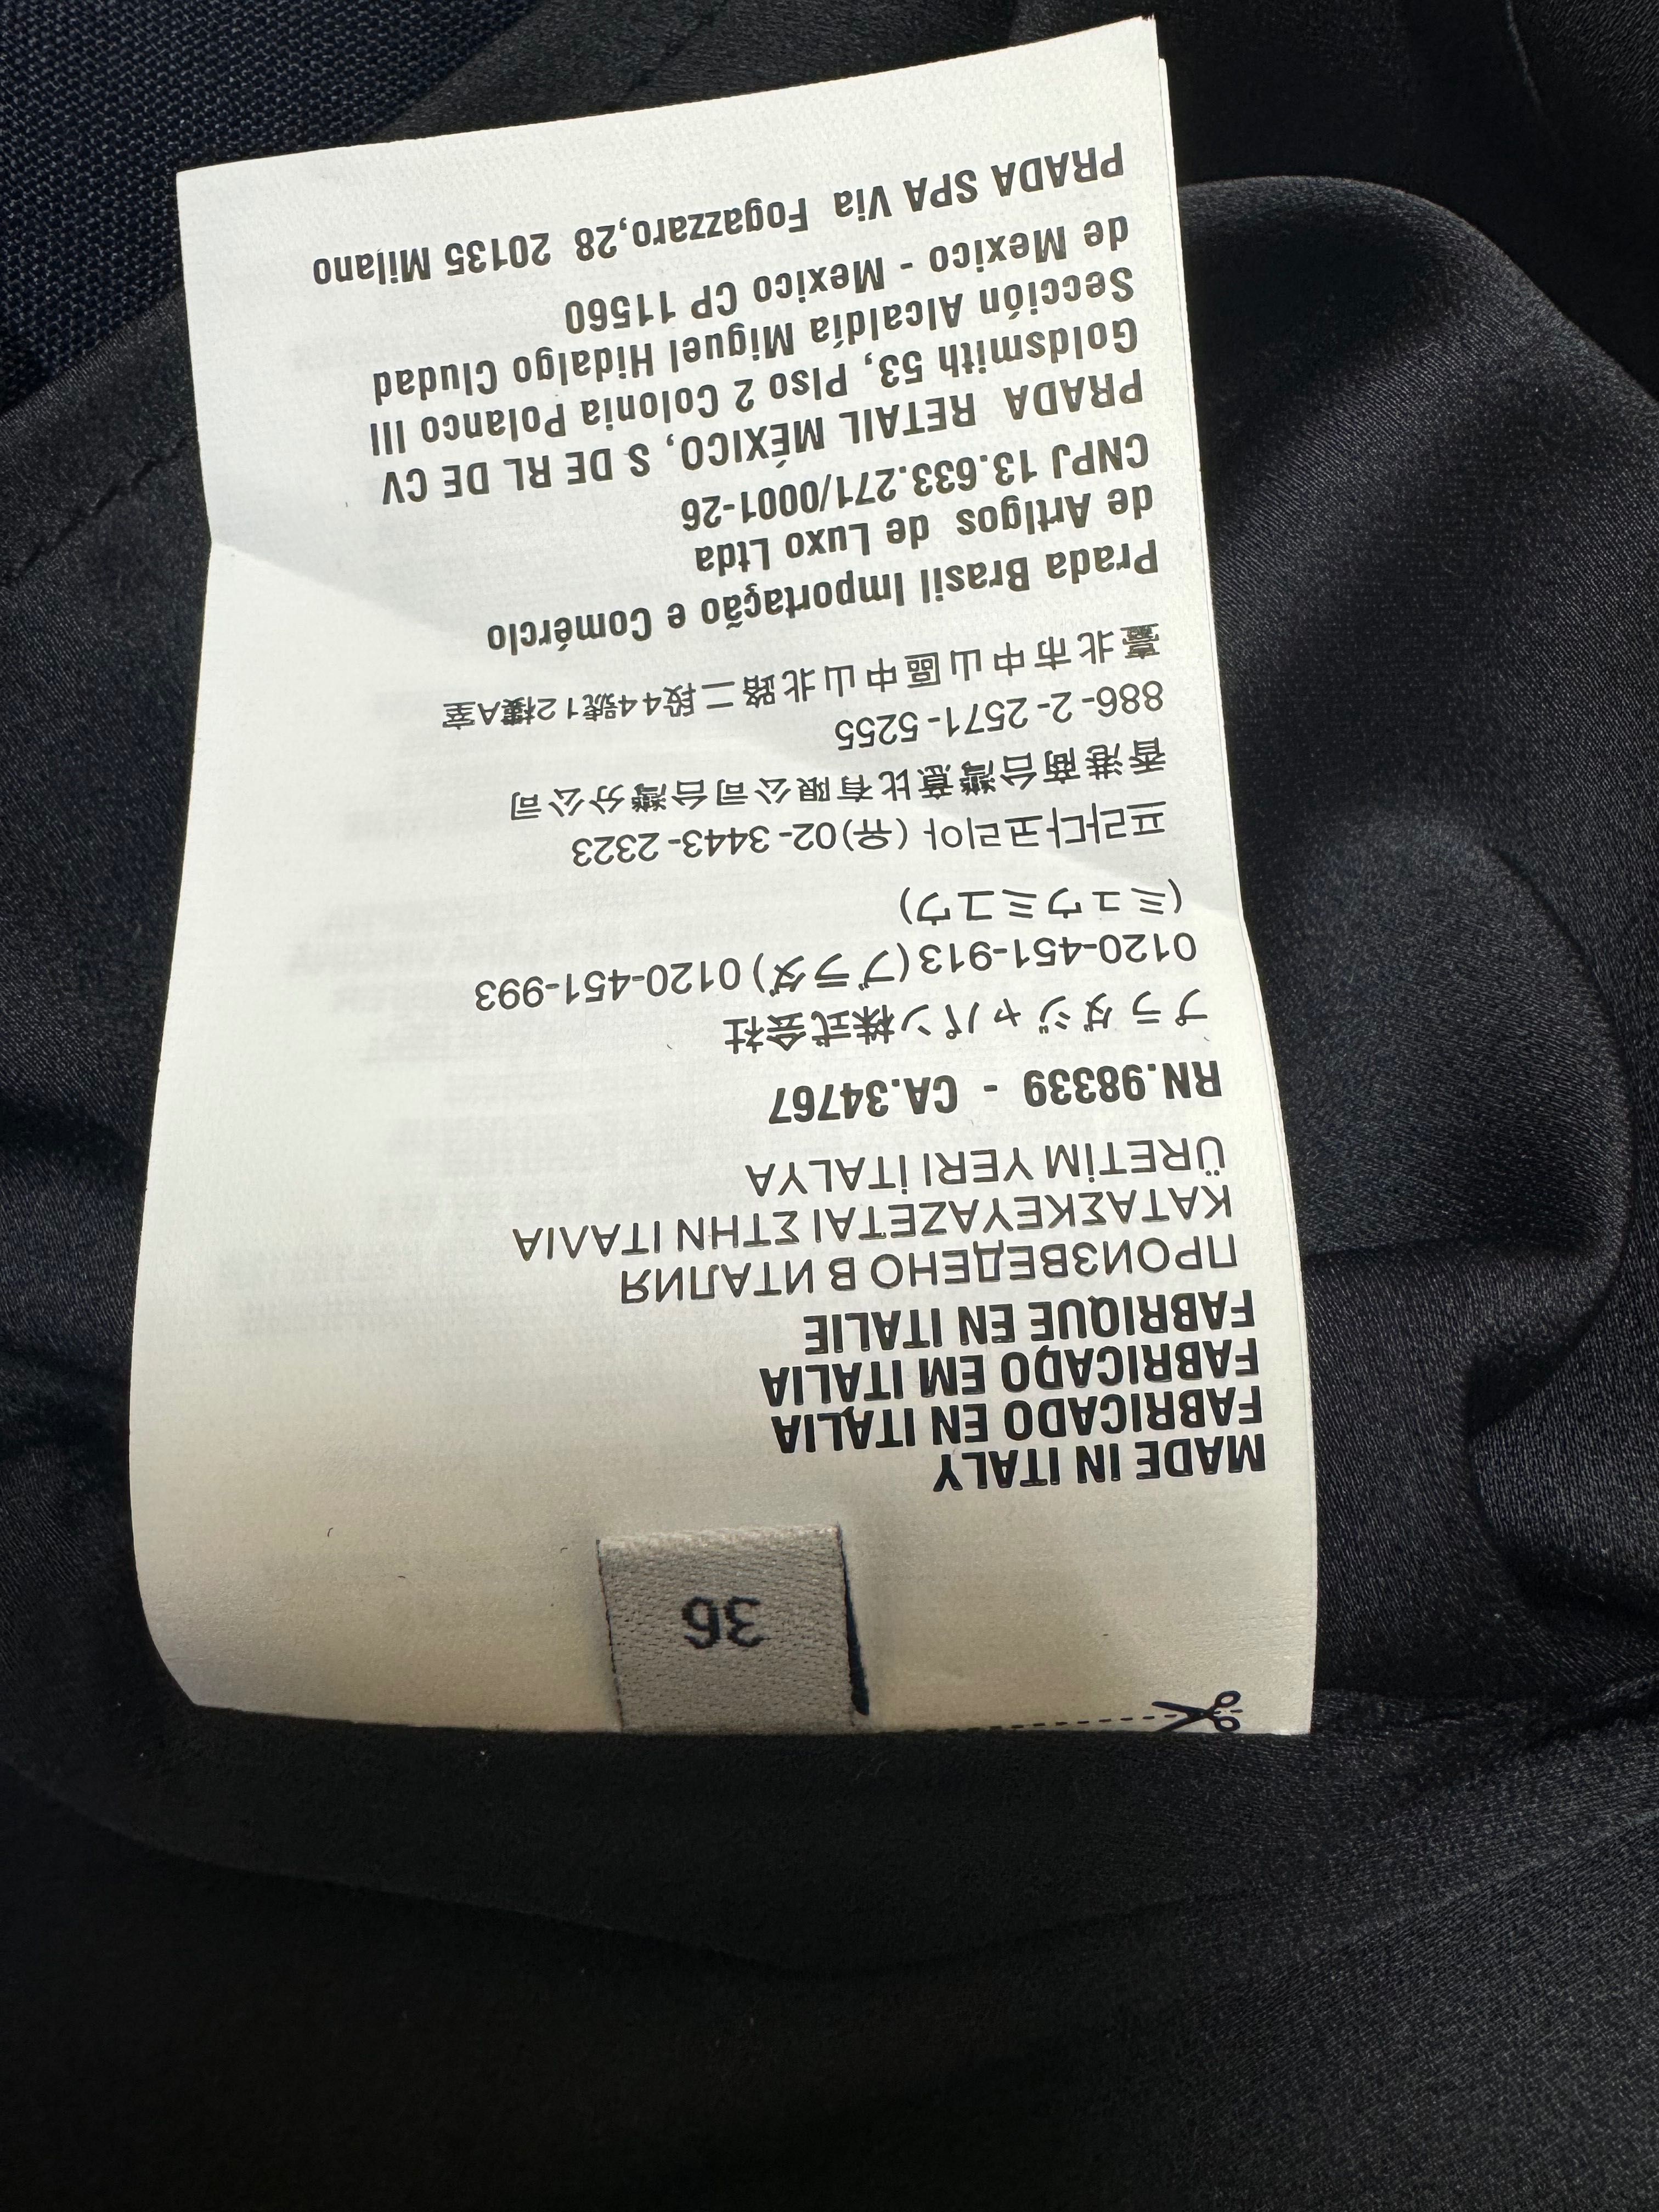 36
MADE IN ITALY
FABRICADO EN ITALIA
FABRICADO EM ITALIA
FABRIQUE EN ITALIE
ПРОИЗВЕДЕНО В ИТАЛИЯ
ΚΑΤΑΣΚΕΥΑΖΕΤΑΙ ΣΤΗΝ ΙΤΑΛΙΑ
ÜRETİM YERI İTALYA
RN.98339 - CA.34767
プラダジャパン株式会社
0120-451-913(プラダ) 0120-451-993
(ミュウミュウ)
프라다코리아 (유)02-3443-2323
香港商台灣意比有限公司台灣分公司
886-2-2571-5255
臺北市中山區中山北路二段44號12樓A室
Prada Brasil Importação e Comércio
de Artigos de Luxo Ltda
CNPJ 13.633.271/0001-26
PRADA RETAIL MÉXICO, S DE RL DE CV
Goldsmith 53, Piso 2 Colonia Polanco III
Sección Alcaldía Miguel Hidalgo Ciudad
de Mexico - Mexico CP 11560
PRADA SPA Via Fogazzaro,28 20135 Milano